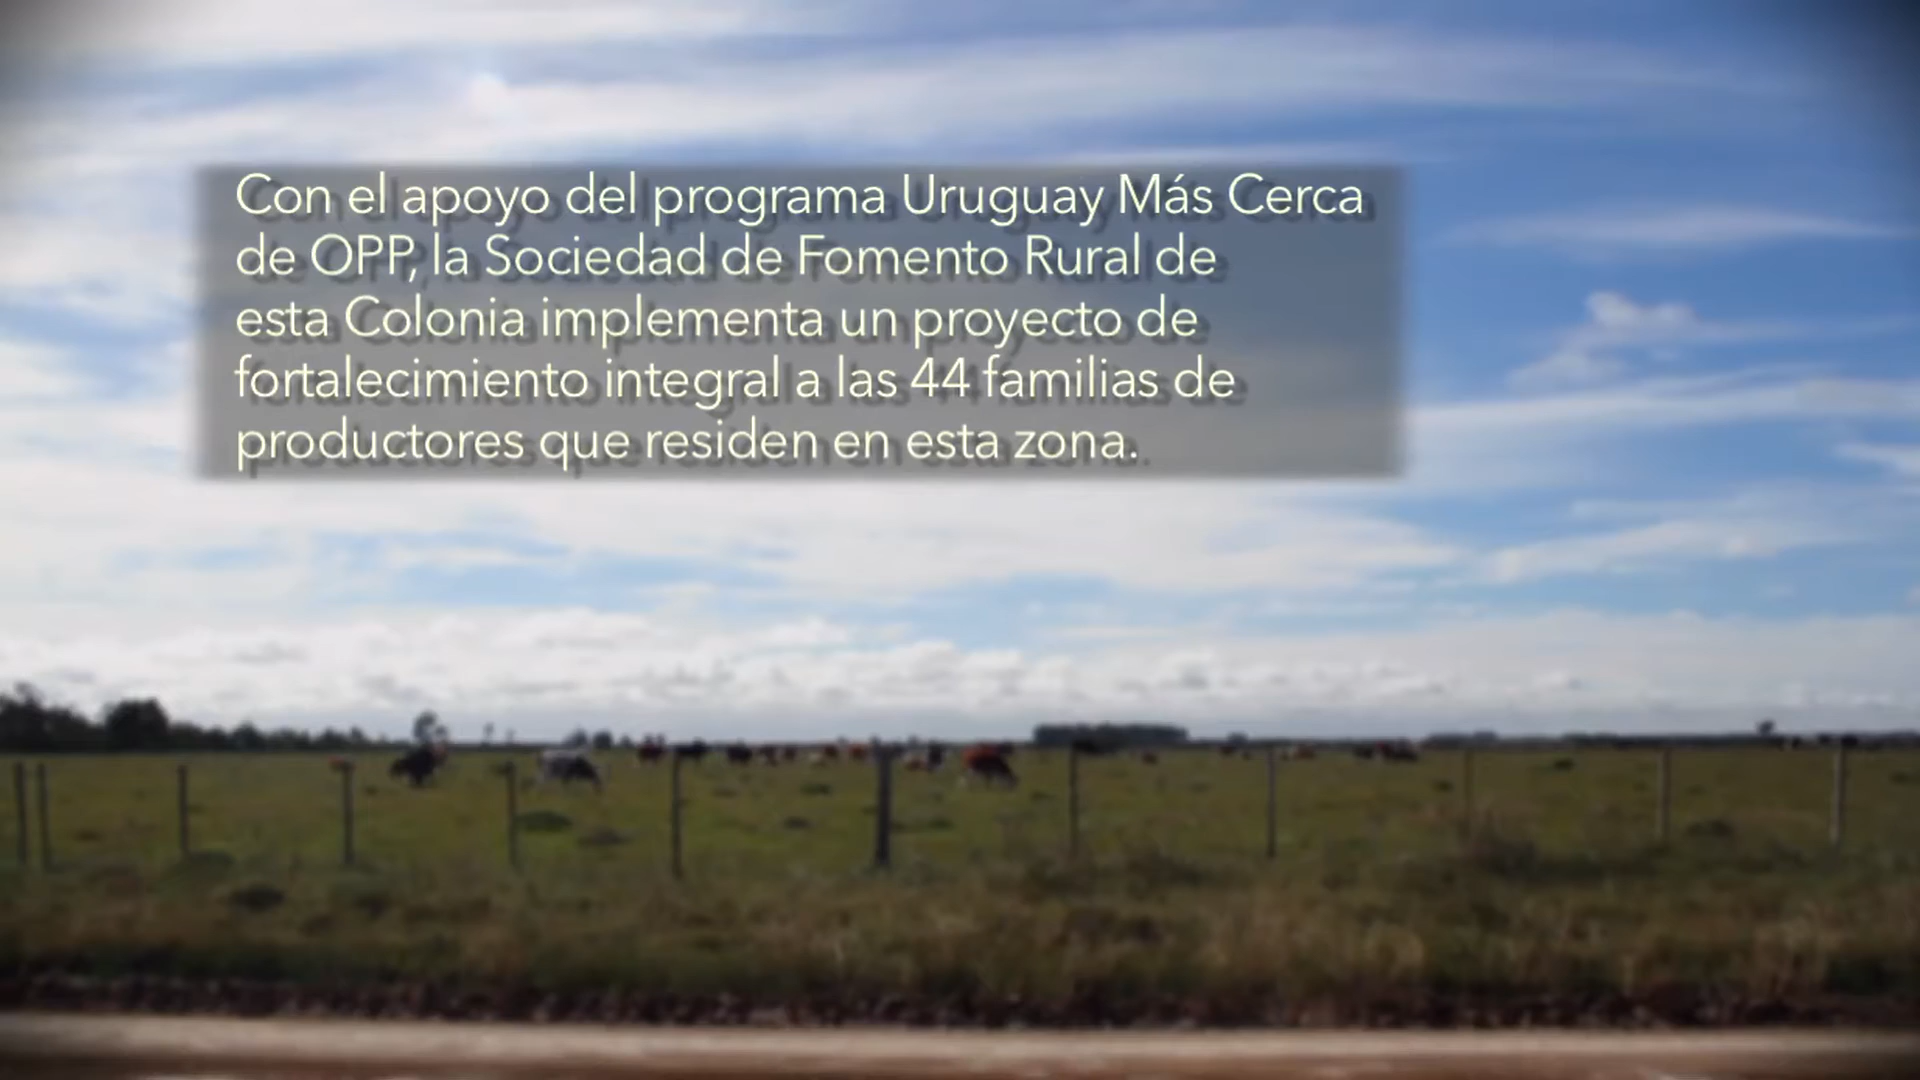 Con el apoyo del programa Uruguay Más Cerca
de OPP, la Sociedad de Fomento Rural de
esta Colonia implementa un proyecto de
fortalecimiento integral a las 44 familias de
productores que residen en esta zona.